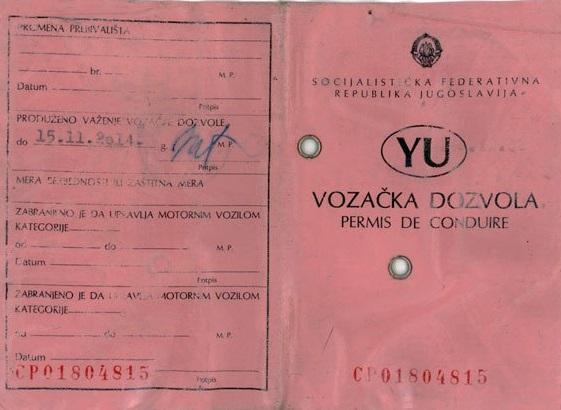 PROMENA PREBIVALIŠTA
br. M. P.
Datum
Potpis
PRODUŽENO VAŽENJE VOZAČKE DOZVOLE
do 15.11.2014. g. M. P.
Potpis
MERA BEZBEDNOSTI ILI ZAŠTITNA MERA
ZABRANJENO JE DA UPRAVLJA MOTORNIM VOZILOM
KATEGORIJE
od do M. P.
Datum
Potpis
ZABRANJENO JE DA UPRAVLJA MOTORNIM VOZILOM
KATEGORIJE
od do M. P.
Datum
Potpis
CP01804815
SOCIJALISTIČKA FEDERATIVNA
REPUBLIKA JUGOSLAVIJA
YU
VOZAČKA DOZVOLA
PERMIS DE CONDUIRE
CP01804815